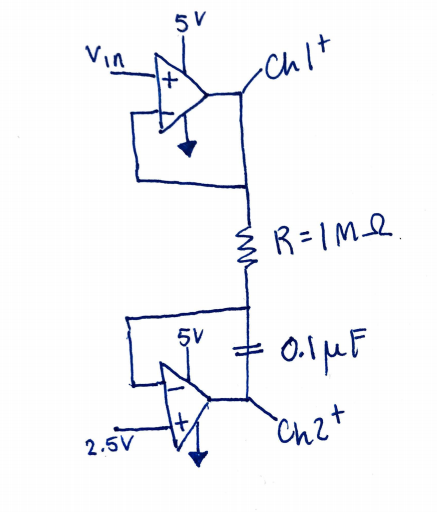 5V
Vin
Ch1+
+
−
R=1MΩ
5V
0.1μF
−
+
2.5V
Ch2+